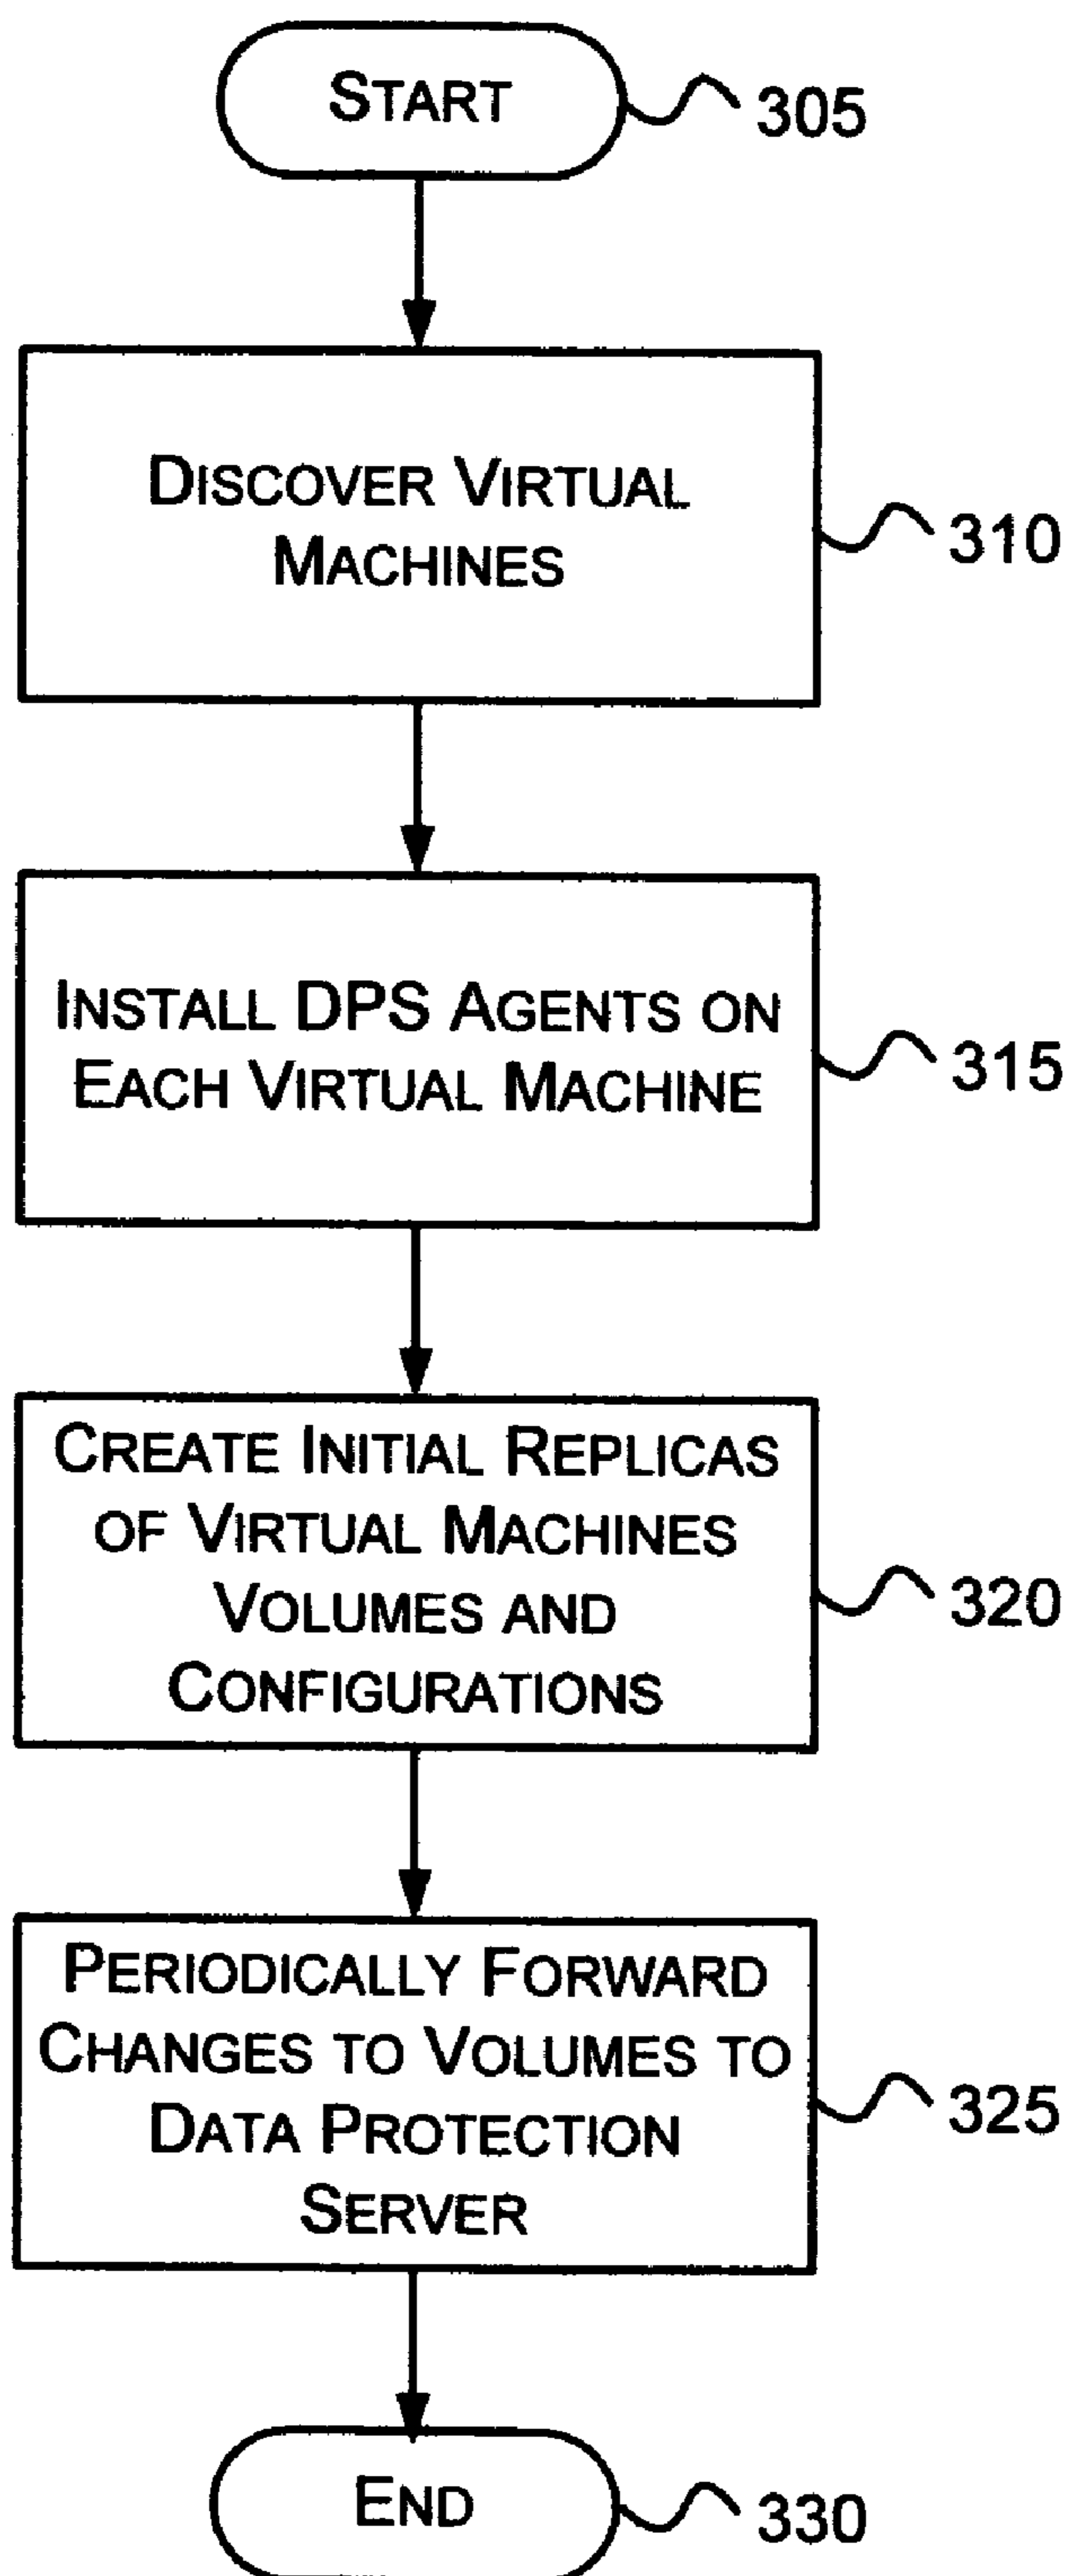 START
305
DISCOVER VIRTUAL
MACHINES
310
INSTALL DPS AGENTS ON
EACH VIRTUAL MACHINE
315
CREATE INITIAL REPLICAS
OF VIRTUAL MACHINES
VOLUMES AND
CONFIGURATIONS
320
PERIODICALLY FORWARD
CHANGES TO VOLUMES TO
DATA PROTECTION
SERVER
325
END
330